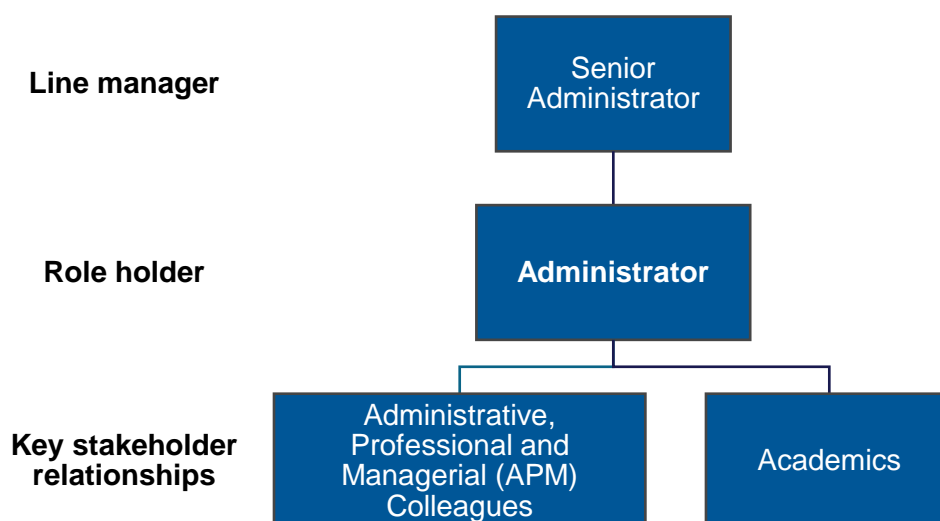 Line manager
Senior
Administrator
Role holder
Administrator
Key stakeholder
relationships
Administrative,
Professional and
Managerial (APM)
Colleagues
Academics